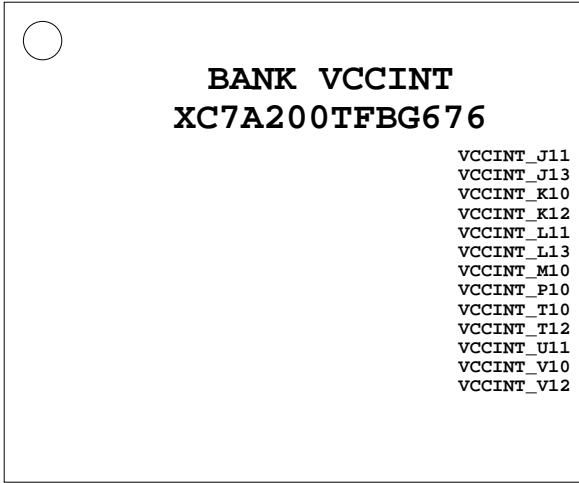 BANK VCCINT
XC7A200TFBG676
VCCINT_J11
VCCINT_J13
VCCINT_K10
VCCINT_K12
VCCINT_L11
VCCINT_L13
VCCINT_M10
VCCINT_P10
VCCINT_T10
VCCINT_T12
VCCINT_U11
VCCINT_V10
VCCINT_V12